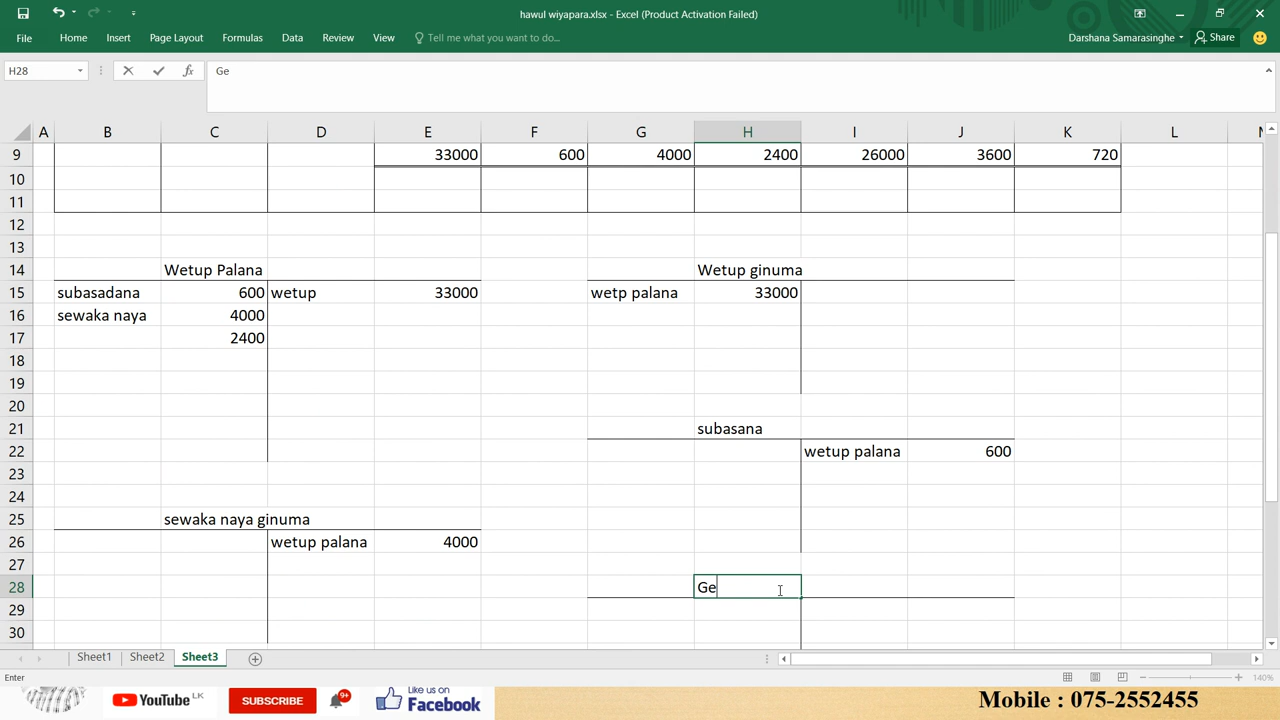 hawul wiyapara.xlsx - Excel (Product Activation Failed)
File Home Insert Page Layout Formulas Data Review View Tell me what you want to do... Darshana Samarasinghe Share
H28 fx Ge
A B C D E F G H I J K L M
9 33000 600 4000 2400 26000 3600 720
10
11
12
13
14 Wetup Palana Wetup ginuma
15 subasadana 600 wetup 33000 wetp palana 33000
16 sewaka naya 4000
17 2400
18
19
20
21 subasana
22 wetup palana 600
23
24
25 sewaka naya ginuma
26 wetup palana 4000
27
28 Ge
29
30
Sheet1 Sheet2 Sheet3
Enter 140%
YouTube LK SUBSCRIBE 9+ Like us on Facebook Mobile : 075-2552455